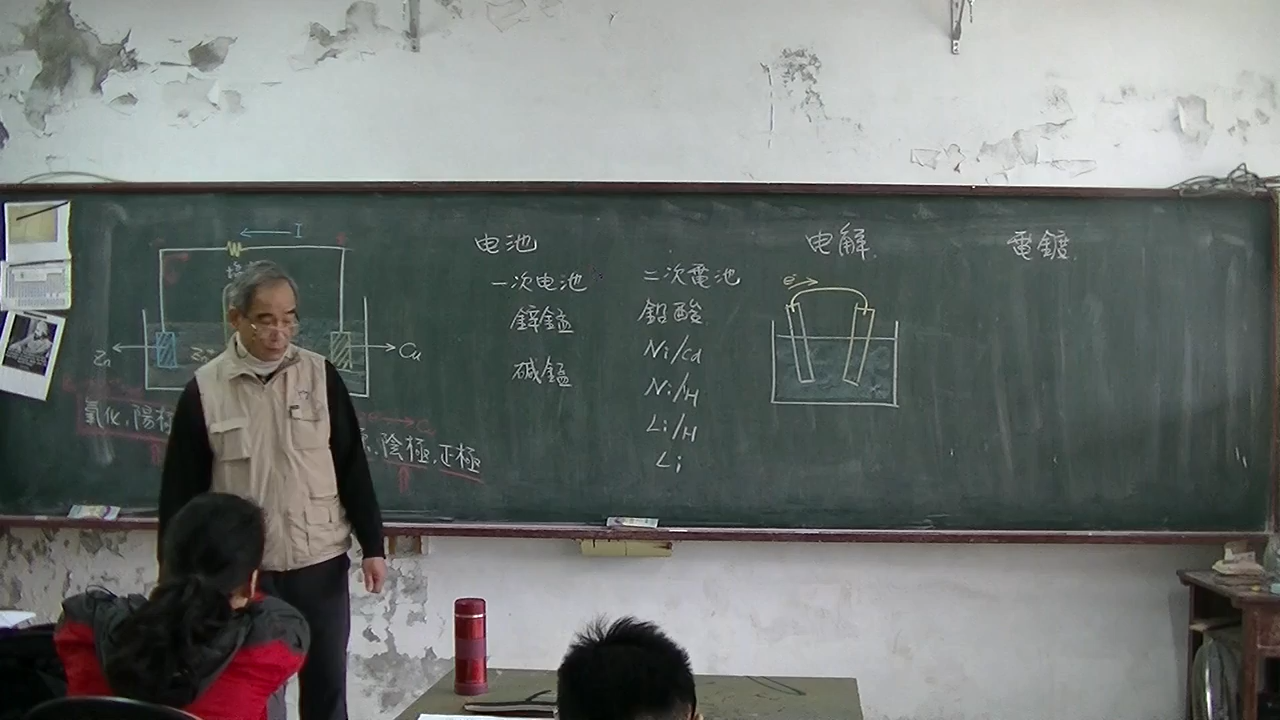 I
Zn
Cu
氧化,陽極
陰極,正極
电池
一次电池
鋅錳
碱錳
二次電池
鉛酸
Ni/Cd
Ni/H
Li/H
Li
电解
e⁻
電鍍